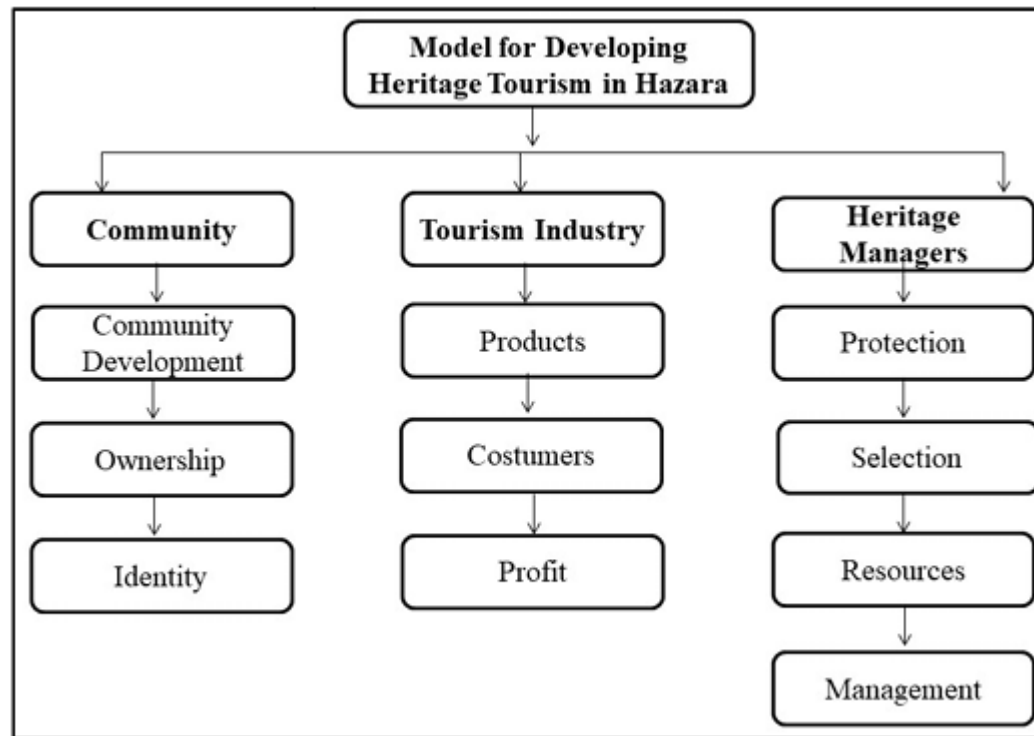 Model for Developing
Heritage Tourism in Hazara
Community
Tourism Industry
Heritage
Managers
Community
Development
Products
Protection
Ownership
Costumers
Selection
Identity
Profit
Resources
Management